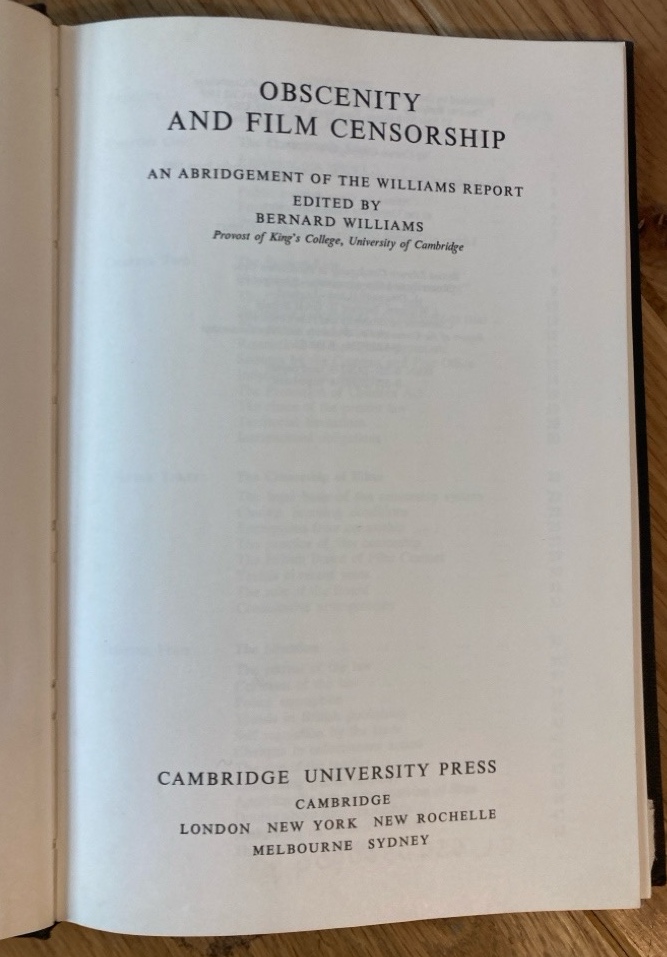 OBSCENITY
AND FILM CENSORSHIP
AN ABRIDGEMENT OF THE WILLIAMS REPORT
EDITED BY
BERNARD WILLIAMS
Provost of King's College, University of Cambridge
CAMBRIDGE UNIVERSITY PRESS
CAMBRIDGE
LONDON NEW YORK NEW ROCHELLE
MELBOURNE SYDNEY